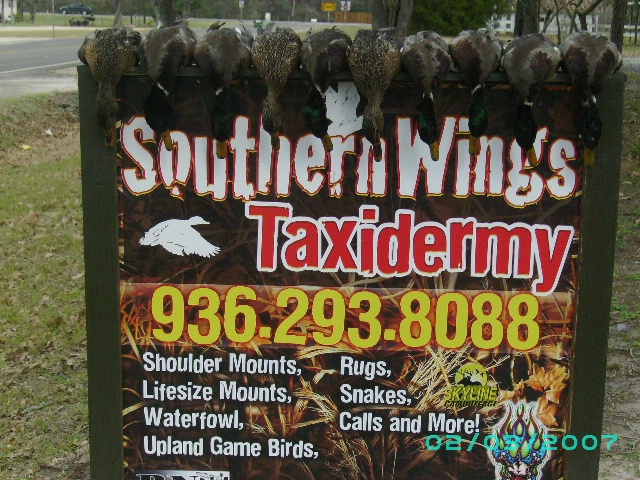 Southern Wings
Taxidermy
936.293.8088
Shoulder Mounts,
Lifesize Mounts,
Waterfowl,
Upland Game Birds,
Rugs,
Snakes,
Calls and More!
SKYLINE
02/03/2007